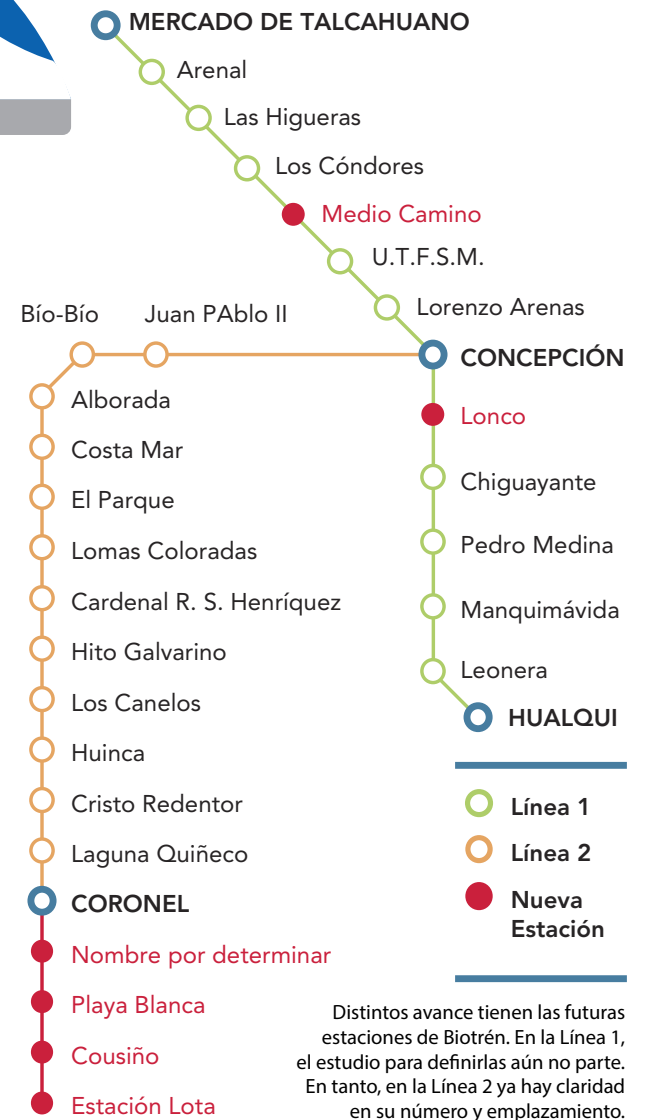 MERCADO DE TALCAHUANO
Arenal
Las Higueras
Los Cóndores
Medio Camino
U.T.F.S.M.
Lorenzo Arenas
Bío-Bío
Juan PAblo II
CONCEPCIÓN
Alborada
Costa Mar
El Parque
Lomas Coloradas
Cardenal R. S. Henríquez
Hito Galvarino
Los Canelos
Huinca
Cristo Redentor
Laguna Quiñeco
CORONEL
Nombre por determinar
Playa Blanca
Cousiño
Estación Lota
Lonco
Chiguayante
Pedro Medina
Manquimávida
Leonera
HUALQUI
Línea 1
Línea 2
Nueva
Estación
Distintos avance tienen las futuras
estaciones de Biotrén. En la Línea 1,
el estudio para definirlas aún no parte.
En tanto, en la Línea 2 ya hay claridad
en su número y emplazamiento.